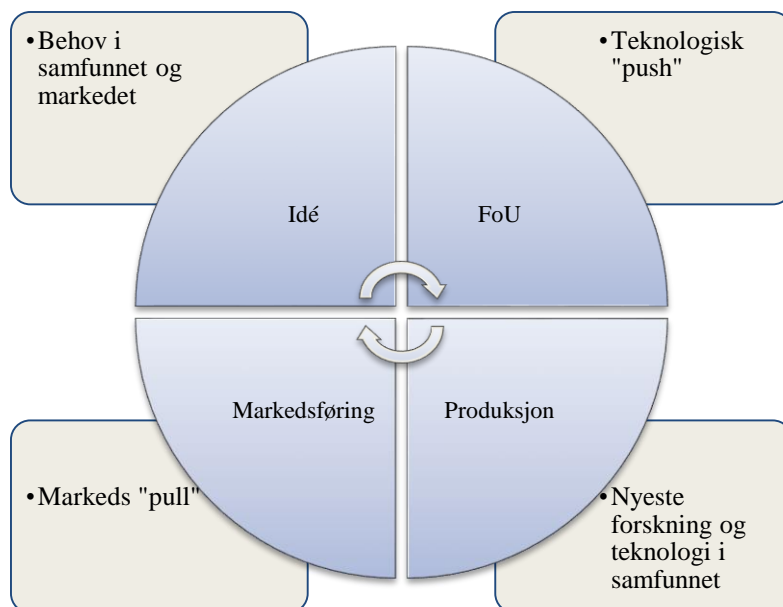 •Behov i
samfunnet og
markedet
•Teknologisk
"push"
Idé
FoU
Markedsføring
Produksjon
•Markeds "pull"
•Nyeste
forskning og
teknologi i
samfunnet